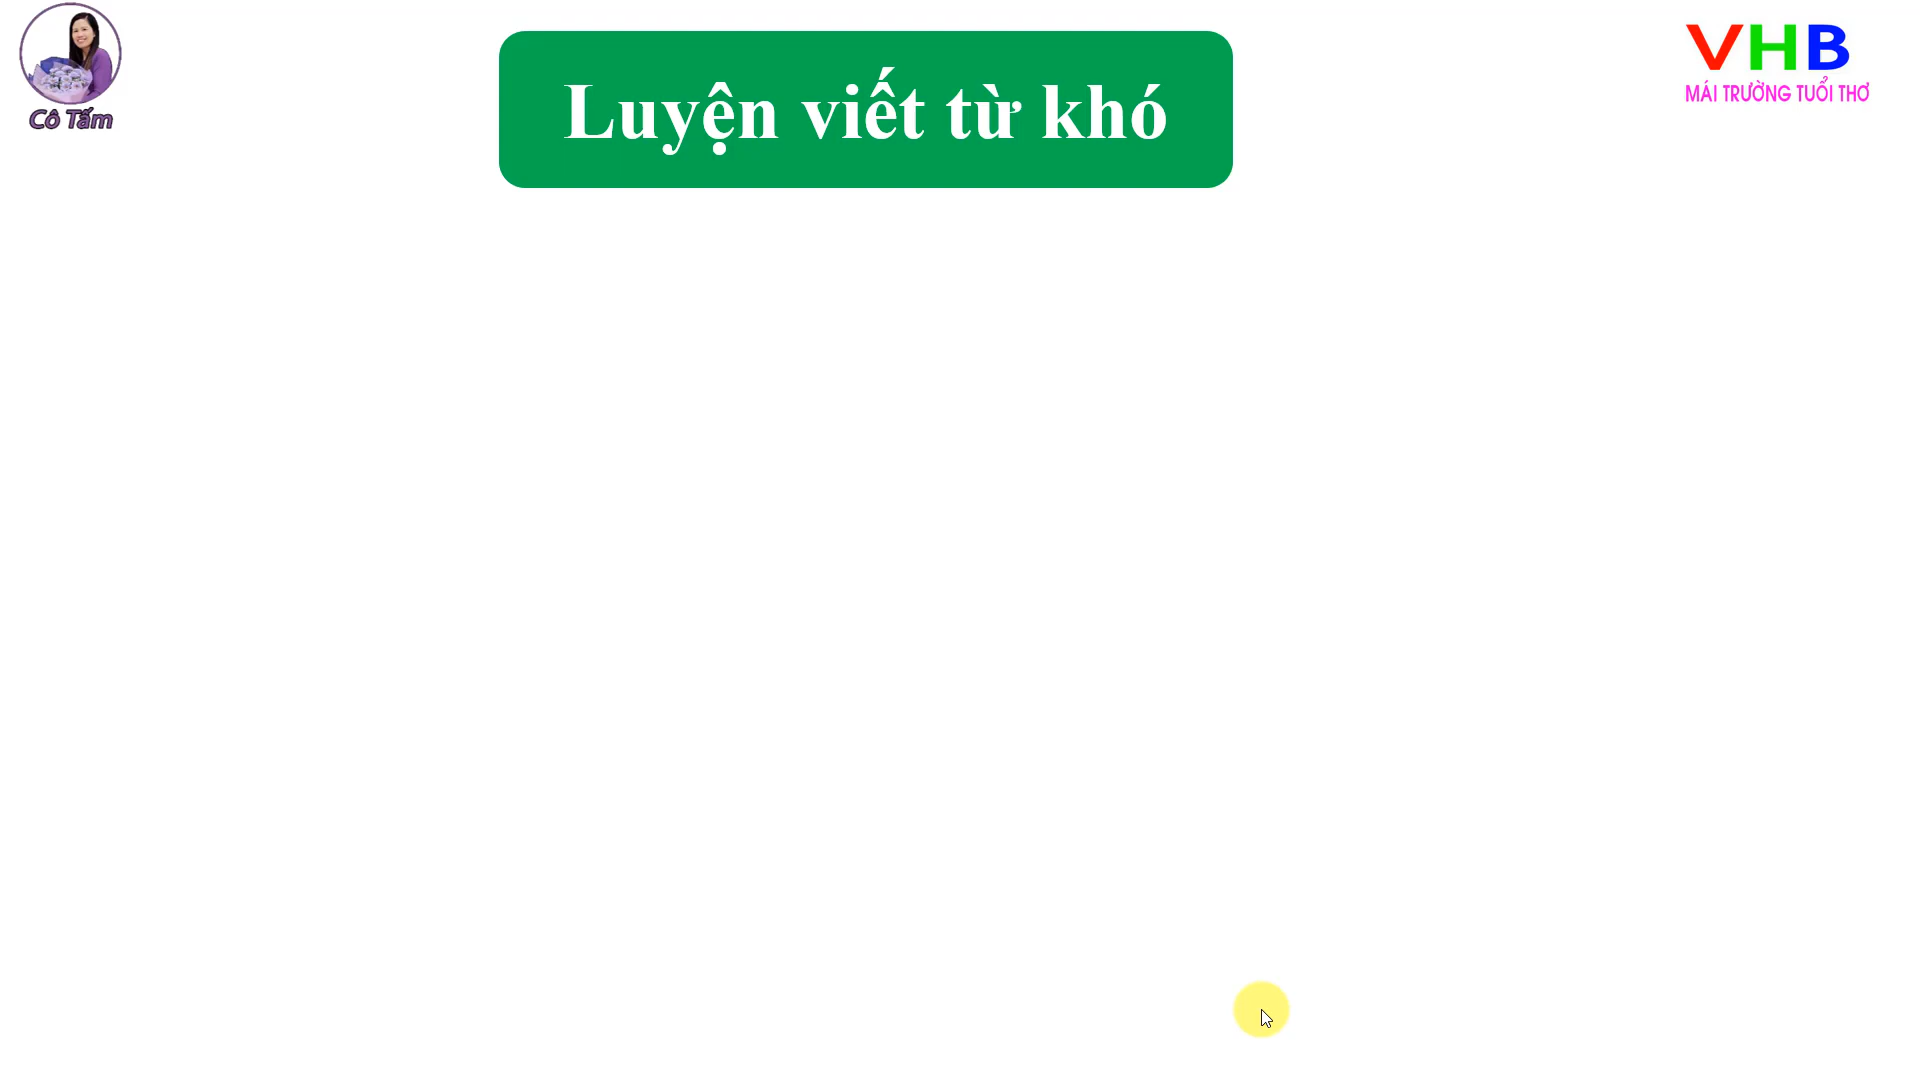 Luyện viết từ khó
Cô Tấm
VHB
MÁI TRƯỜNG TUỔI THƠ